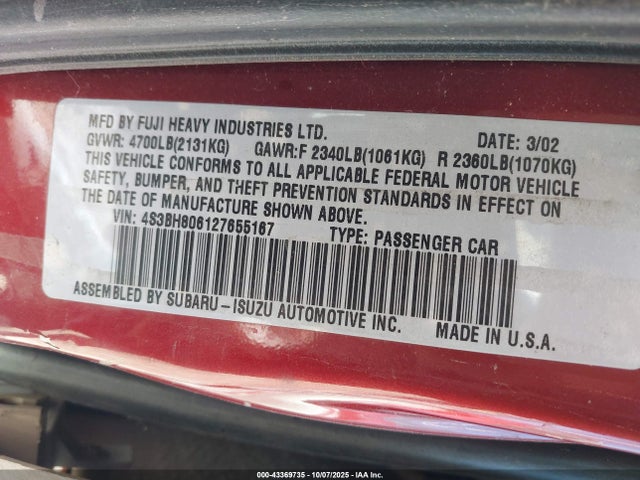 MFD BY FUJI HEAVY INDUSTRIES LTD. DATE: 3/02
GVWR: 4700LB(2131KG) GAWR:F 2340LB(1061KG) R 2360LB(1070KG)
THIS VEHICLE CONFORMS TO ALL APPLICABLE FEDERAL MOTOR VEHICLE
SAFETY, BUMPER, AND THEFT PREVENTION STANDARDS IN EFFECT ON
THE DATE OF MANUFACTURE SHOWN ABOVE.
VIN: 4S3BH806127655167 TYPE: PASSENGER CAR
ASSEMBLED BY SUBARU-ISUZU AUTOMOTIVE INC. MADE IN U.S.A.
000-43369735 | 10/07/2025 | IAA Inc.